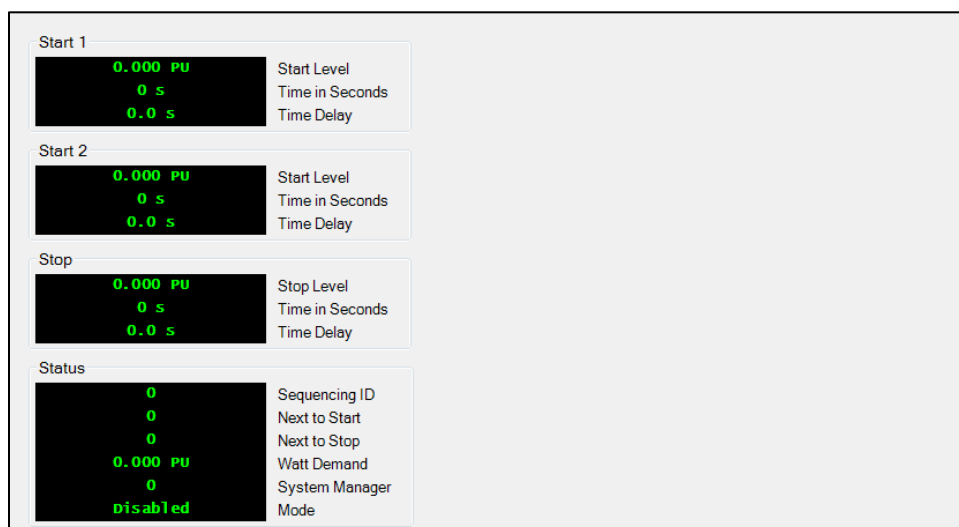 Start 1
0.000 PU Start Level
0 s Time in Seconds
0.0 s Time Delay
Start 2
0.000 PU Start Level
0 s Time in Seconds
0.0 s Time Delay
Stop
0.000 PU Stop Level
0 s Time in Seconds
0.0 s Time Delay
Status
0 Sequencing ID
0 Next to Start
0 Next to Stop
0.000 PU Watt Demand
0 System Manager
Disabled Mode